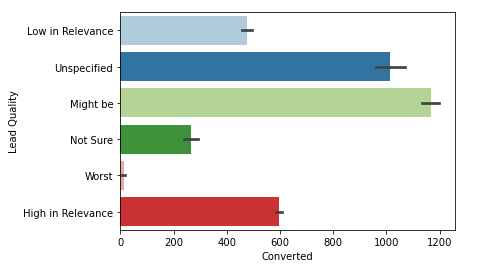 Low in Relevance
Unspecified
Might be
Not Sure
Worst
High in Relevance
Lead Quality
0 200 400 600 800 1000 1200
Converted